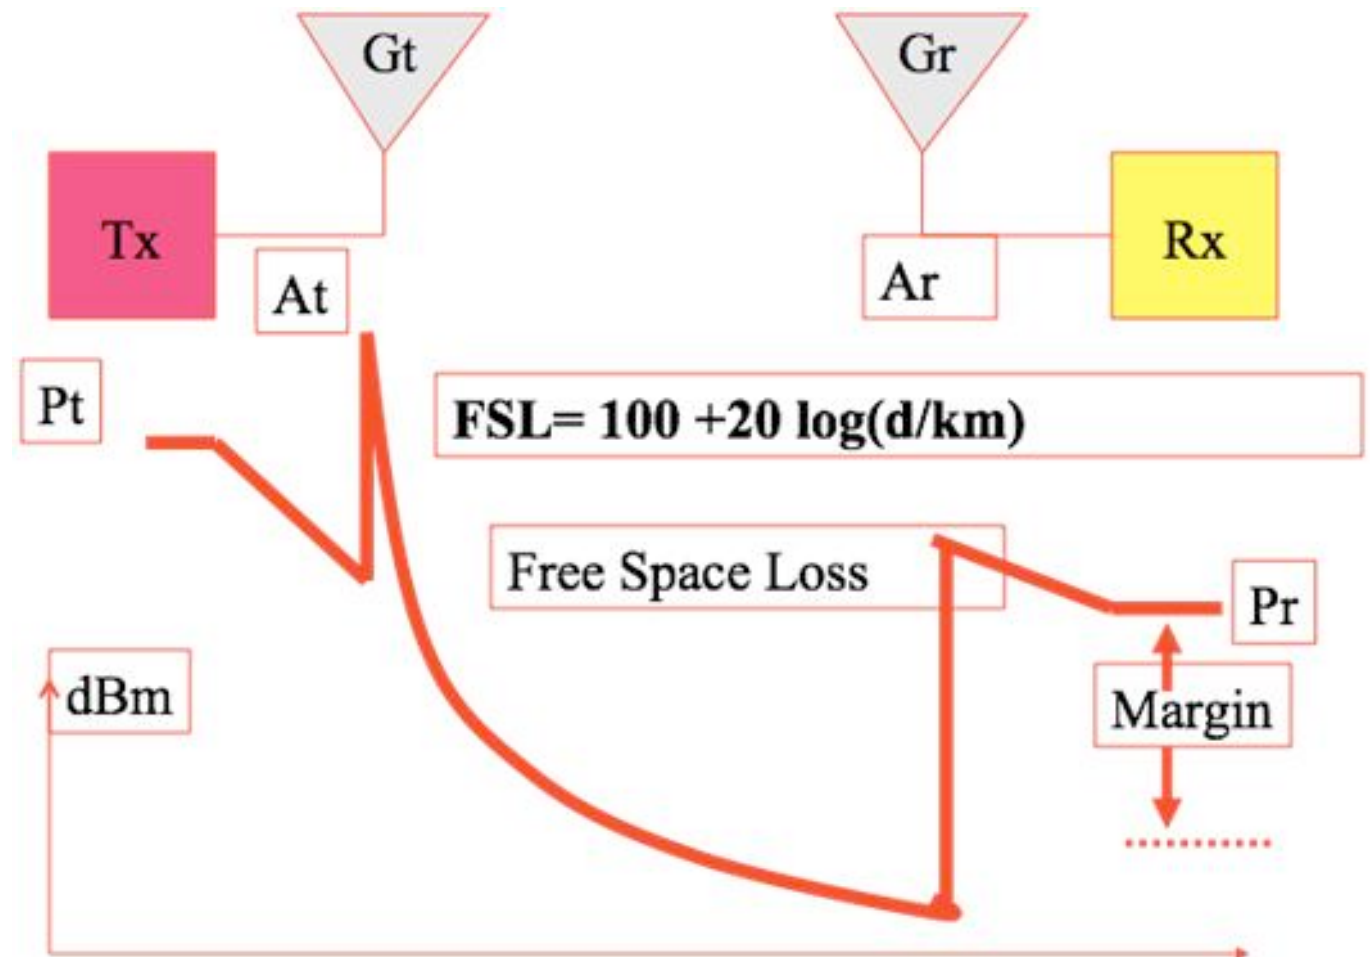 Gt
Gr
Tx
Rx
At
Ar
Pt
FSL= 100 +20 log(d/km)
Free Space Loss
Pr
dBm
Margin